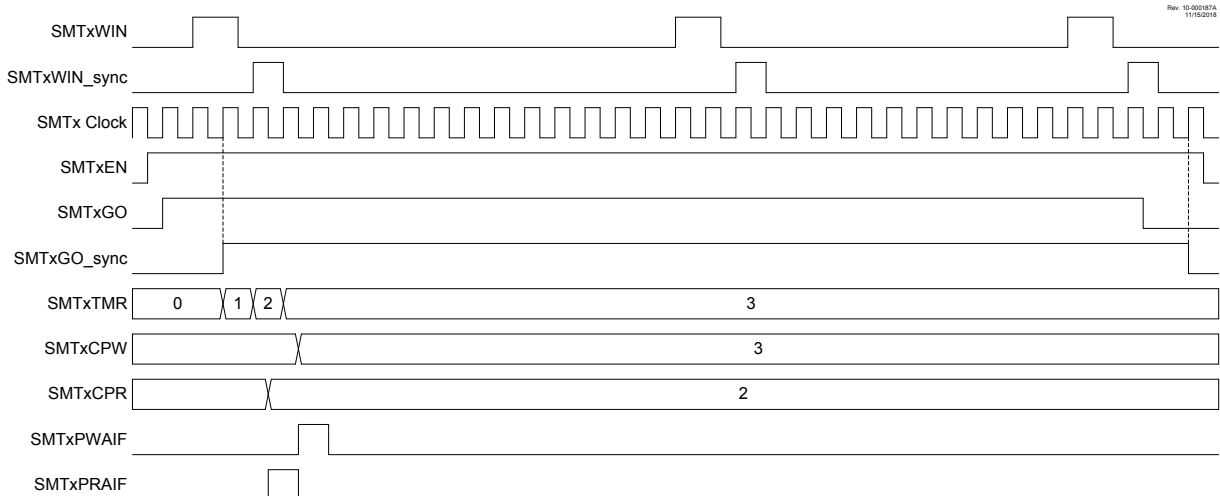 Rev. 10-000187A
11/15/2018
SMTxWIN
SMTxWIN_sync
SMTx Clock
SMTxEN
SMTxGO
SMTxGO_sync
SMTxTMR 0 1 2 3
SMTxCPW 3
SMTxCPR 2
SMTxPWAIF
SMTxPRAIF